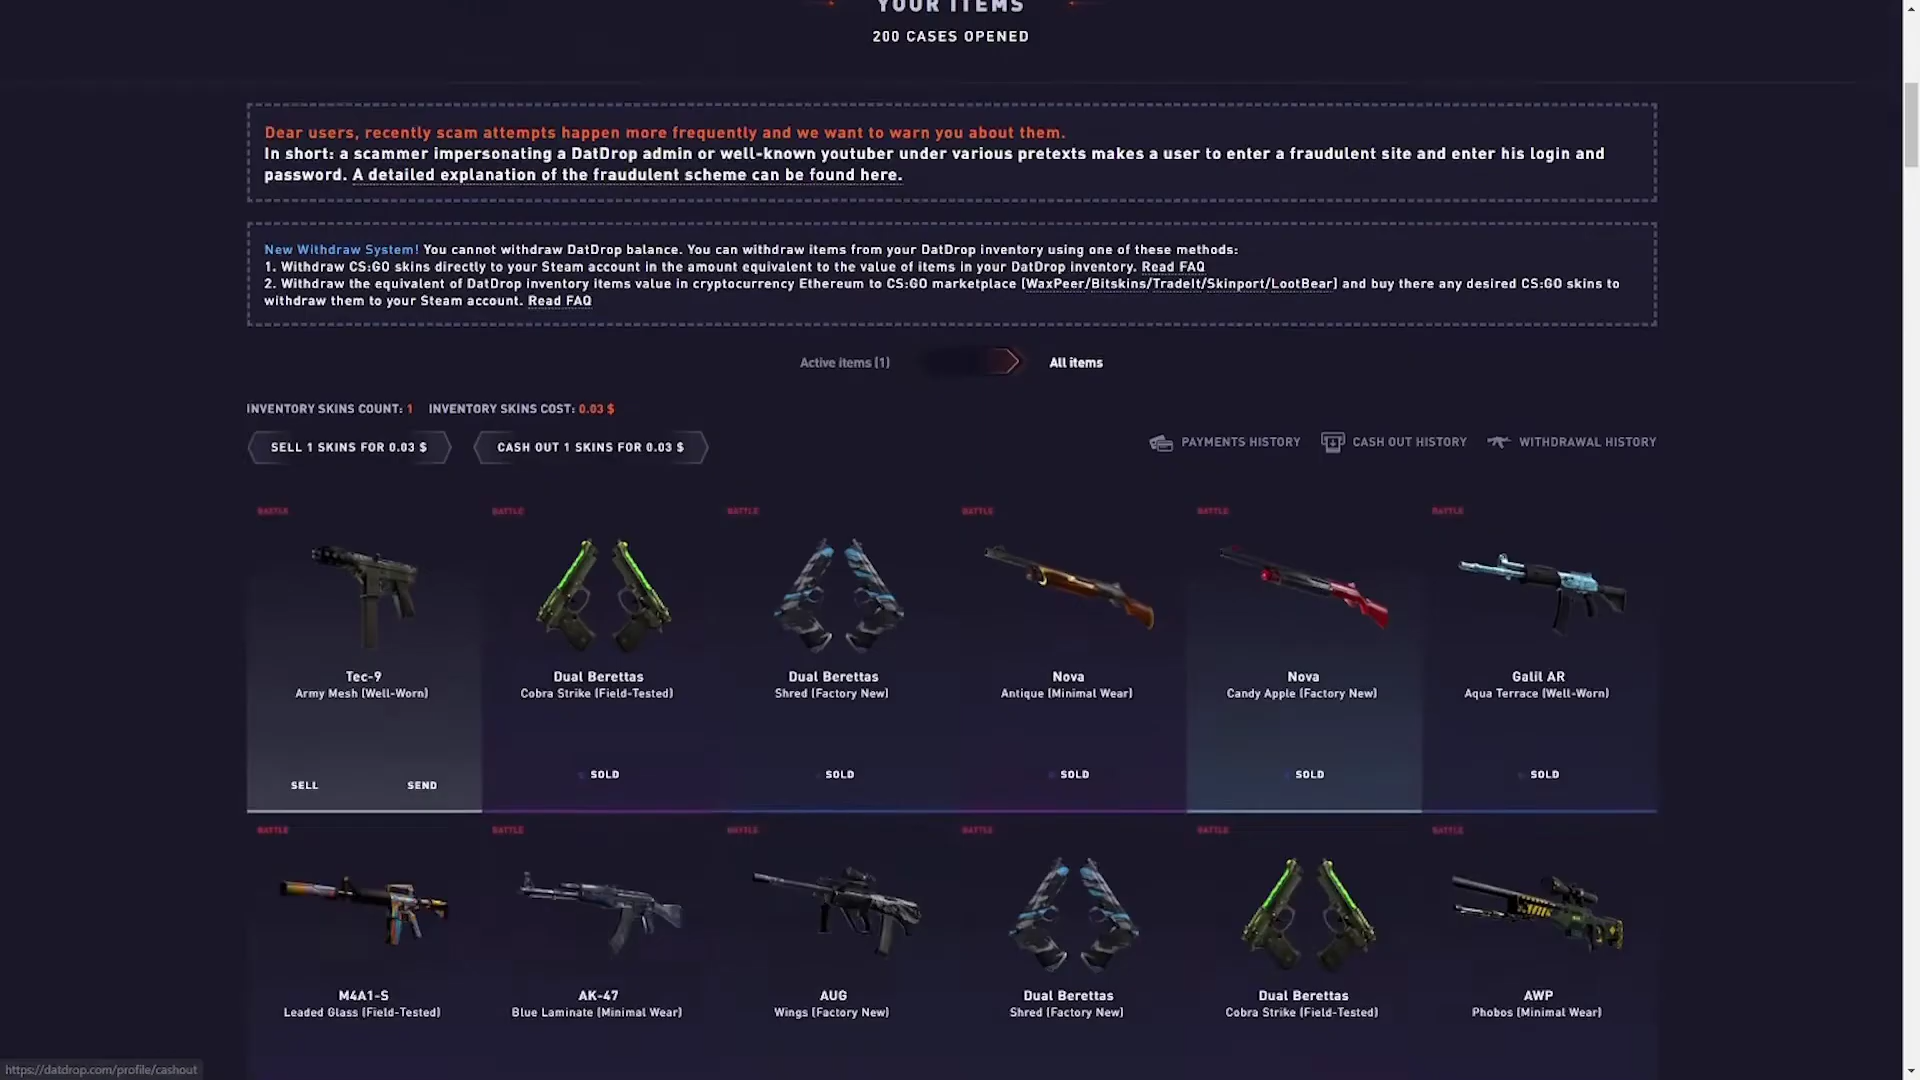 YOUR ITEMS
200 CASES OPENED
Dear users, recently scam attempts happen more frequently and we want to warn you about them.
In short: a scammer impersonating a DatDrop admin or well-known youtuber under various pretexts makes a user to enter a fraudulent site and enter his login and
password. A detailed explanation of the fraudulent scheme can be found here.
New Withdraw System! You cannot withdraw DatDrop balance. You can withdraw items from your DatDrop inventory using one of these methods:
1. Withdraw CS:GO skins directly to your Steam account in the amount equivalent to the value of items in your DatDrop inventory. Read FAQ
2. Withdraw the equivalent of DatDrop inventory items value in cryptocurrency Ethereum to CS:GO marketplace (WaxPeer/Bitskins/TradeIt/Skinport/LootBear) and buy there any desired CS:GO skins to
withdraw them to your Steam account. Read FAQ
Active items (1) All items
INVENTORY SKINS COUNT: 1 INVENTORY SKINS COST: 0.03 $
SELL 1 SKINS FOR 0.03 $ CASH OUT 1 SKINS FOR 0.03 $ PAYMENTS HISTORY CASH OUT HISTORY WITHDRAWAL HISTORY
BATTLE BATTLE BATTLE BATTLE BATTLE BATTLE
Tec-9 Dual Berettas Dual Berettas Nova Nova Galil AR
Army Mesh (Well-Worn) Cobra Strike (Field-Tested) Shred (Factory New) Antique (Minimal Wear) Candy Apple (Factory New) Aqua Terrace (Well-Worn)
SELL SEND SOLD SOLD SOLD SOLD SOLD
BATTLE BATTLE BATTLE BATTLE BATTLE BATTLE
M4A1-S AK-47 AUG Dual Berettas Dual Berettas AWP
Leaded Glass (Field-Tested) Blue Laminate (Minimal Wear) Wings (Factory New) Shred (Factory New) Cobra Strike (Field-Tested) Phobos (Minimal Wear)
https://datdrop.com/profile/cashout